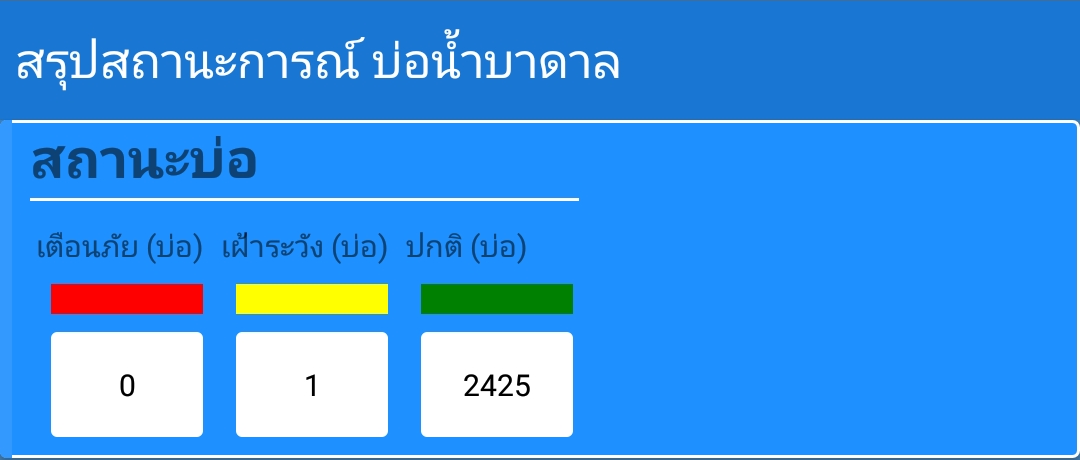 สรุปสถานะการณ์ บ่อน้ำบาดาล
สถานะบ่อ
เตือนภัย (บ่อ) เฝ้าระวัง (บ่อ) ปกติ (บ่อ)
0 1 2425